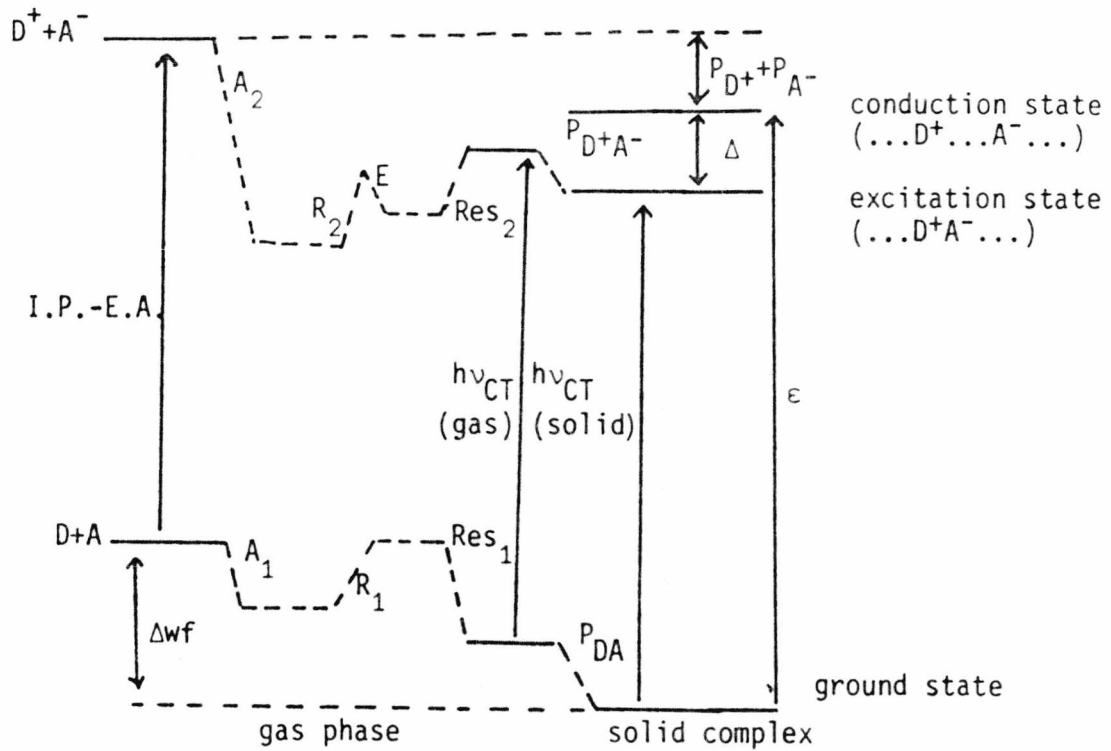 D⁺+A⁻
A₂
P_D⁺+P_A⁻
conduction state
(...D⁺...A⁻...)
P_D⁺A⁻
Δ
E
R₂
Res₂
excitation state
(...D⁺A⁻...)
I.P.-E.A.
hν_CT
(gas)
hν_CT
(solid)
ε
D+A
A₁
R₁
Res₁
Δwf
P_DA
ground state
gas phase
solid complex